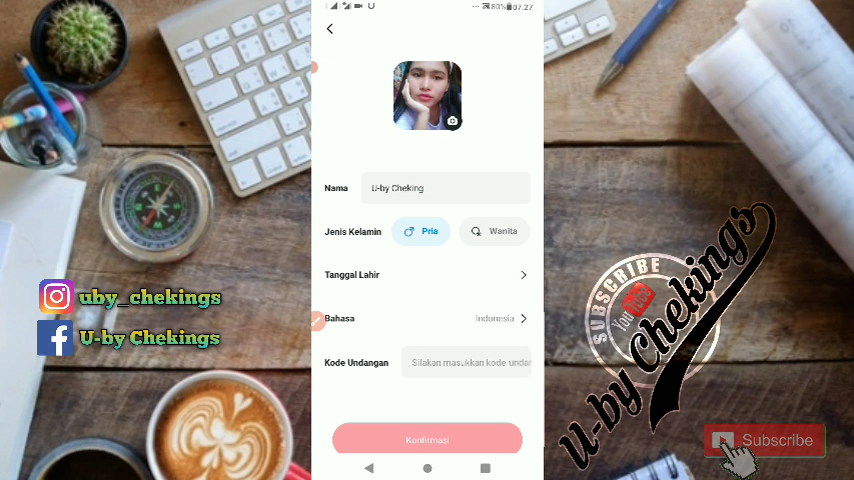 80% 07.27
Nama U-by Cheking
Jenis Kelamin Pria Wanita
Tanggal Lahir
Bahasa Indonesia
Kode Undangan Silakan masukkan kode undan
Konfirmasi
uby_chekings
U-by Chekings
SUBSCRIBE
YouTube
U-by Chekings
Subscribe